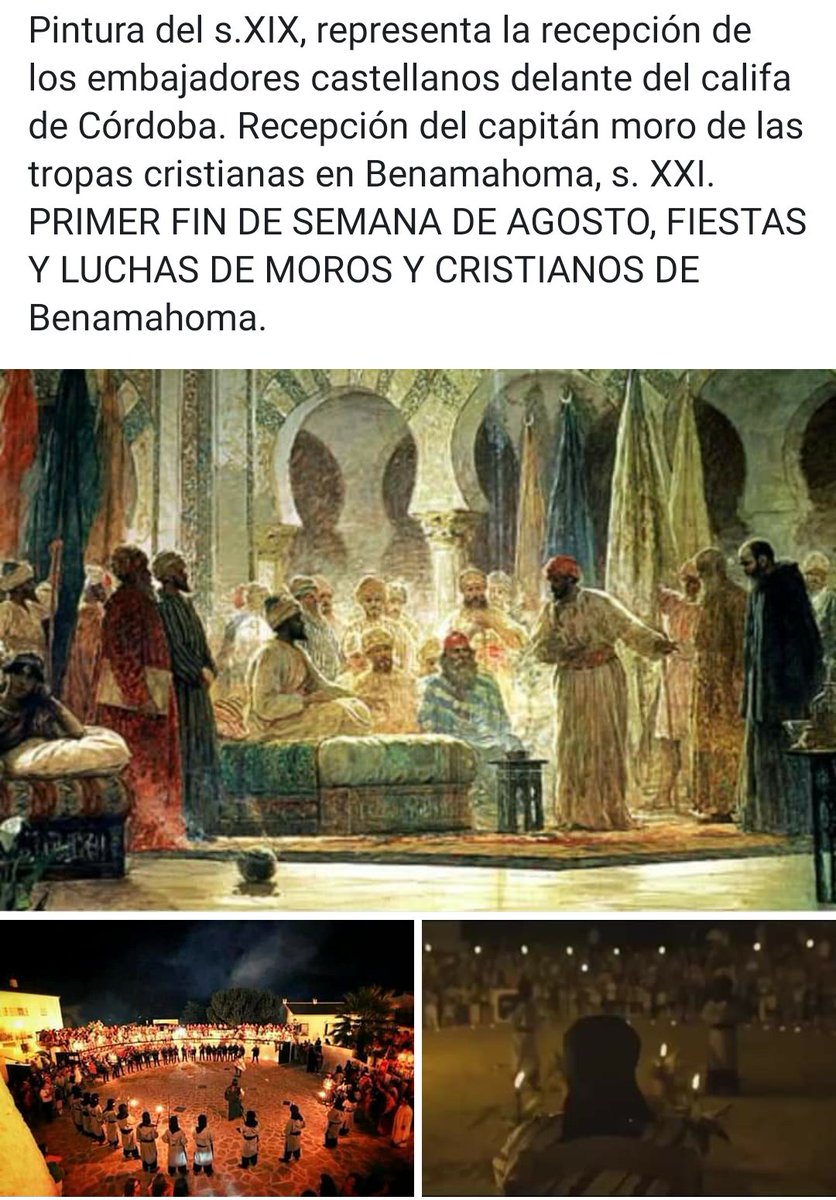 Pintura del s.XIX, representa la recepción de
los embajadores castellanos delante del califa
de Córdoba. Recepción del capitán moro de las
tropas cristianas en Benamahoma, s. XXI.
PRIMER FIN DE SEMANA DE AGOSTO, FIESTAS
Y LUCHAS DE MOROS Y CRISTIANOS DE
Benamahoma.